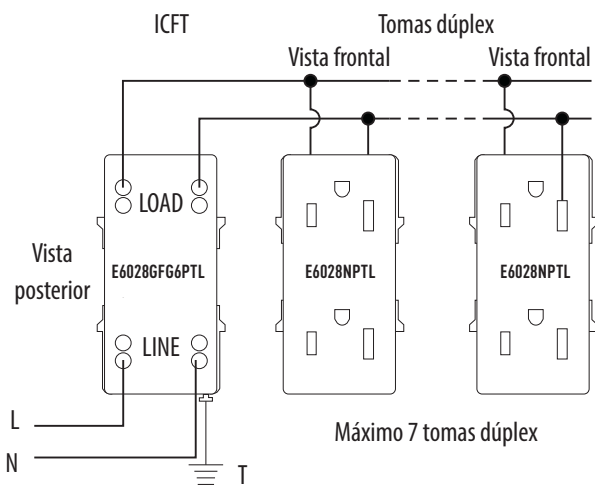 ICFT
Tomas dúplex
Vista frontal
Vista frontal
LOAD
Vista
posterior
E6028GFG6PTL
E6028NPTL
E6028NPTL
LINE
L
N
T
Máximo 7 tomas dúplex